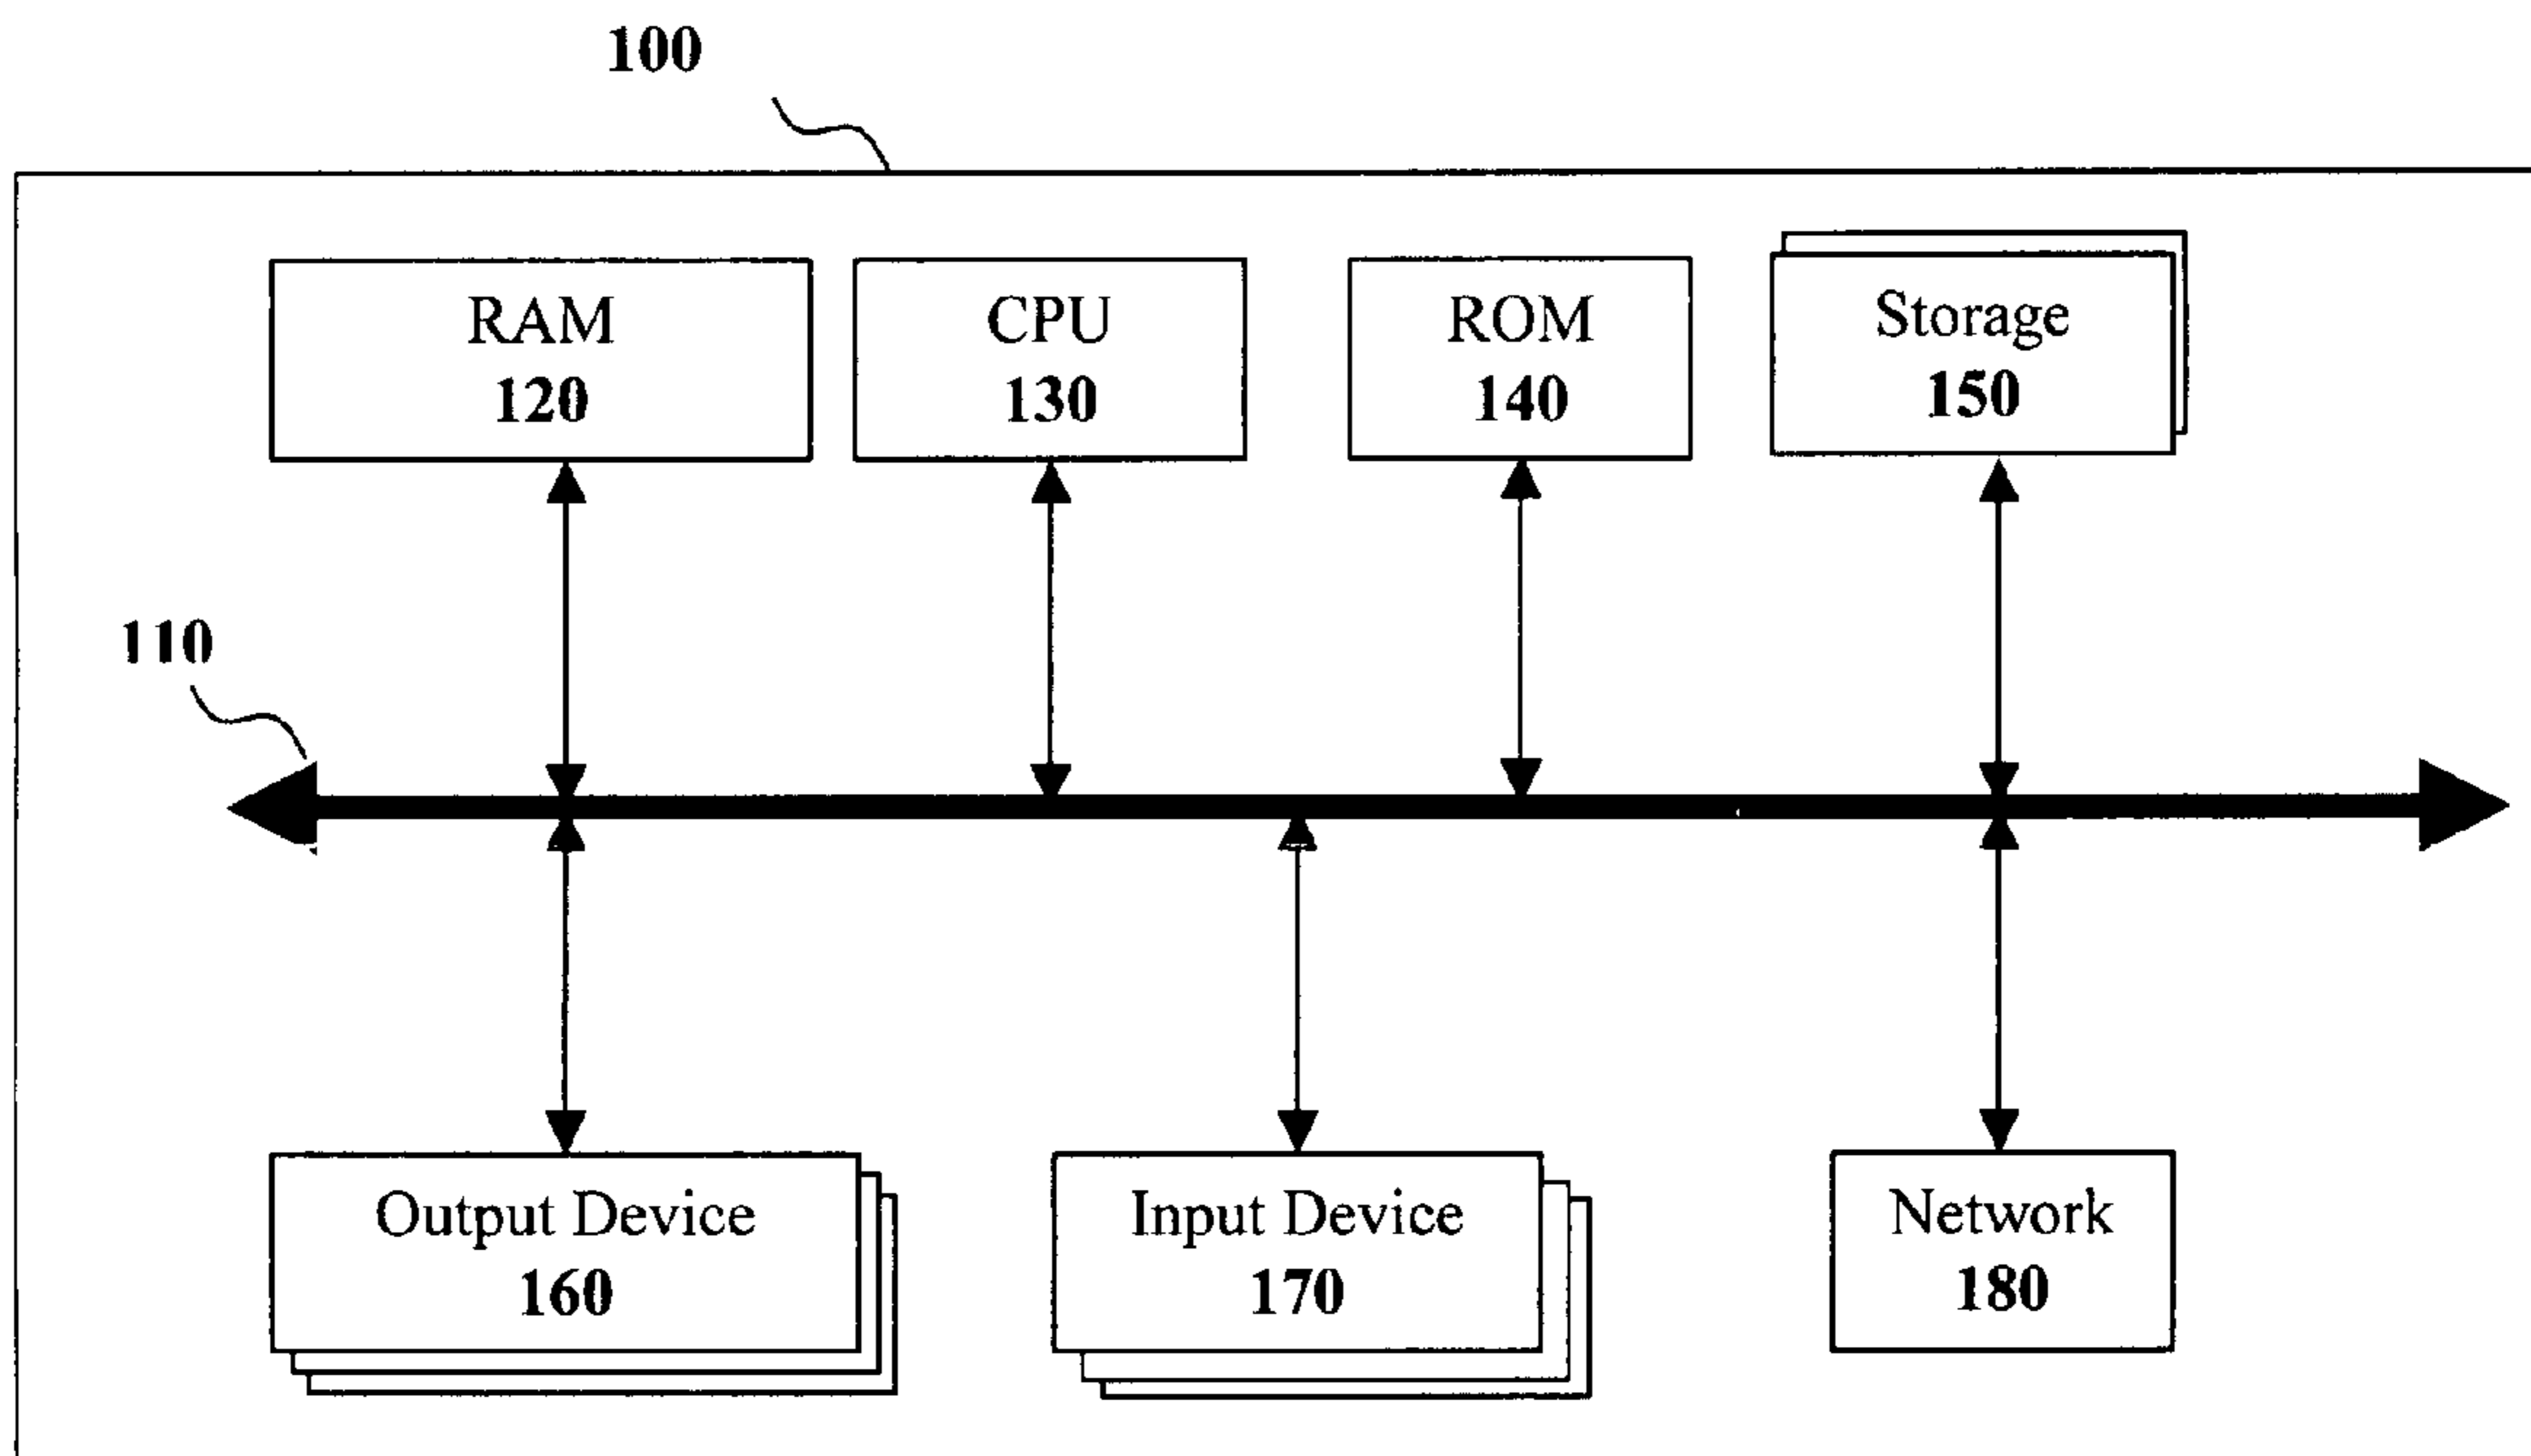 100
RAM
120
CPU
130
ROM
140
Storage
150
110
Output Device
160
Input Device
170
Network
180